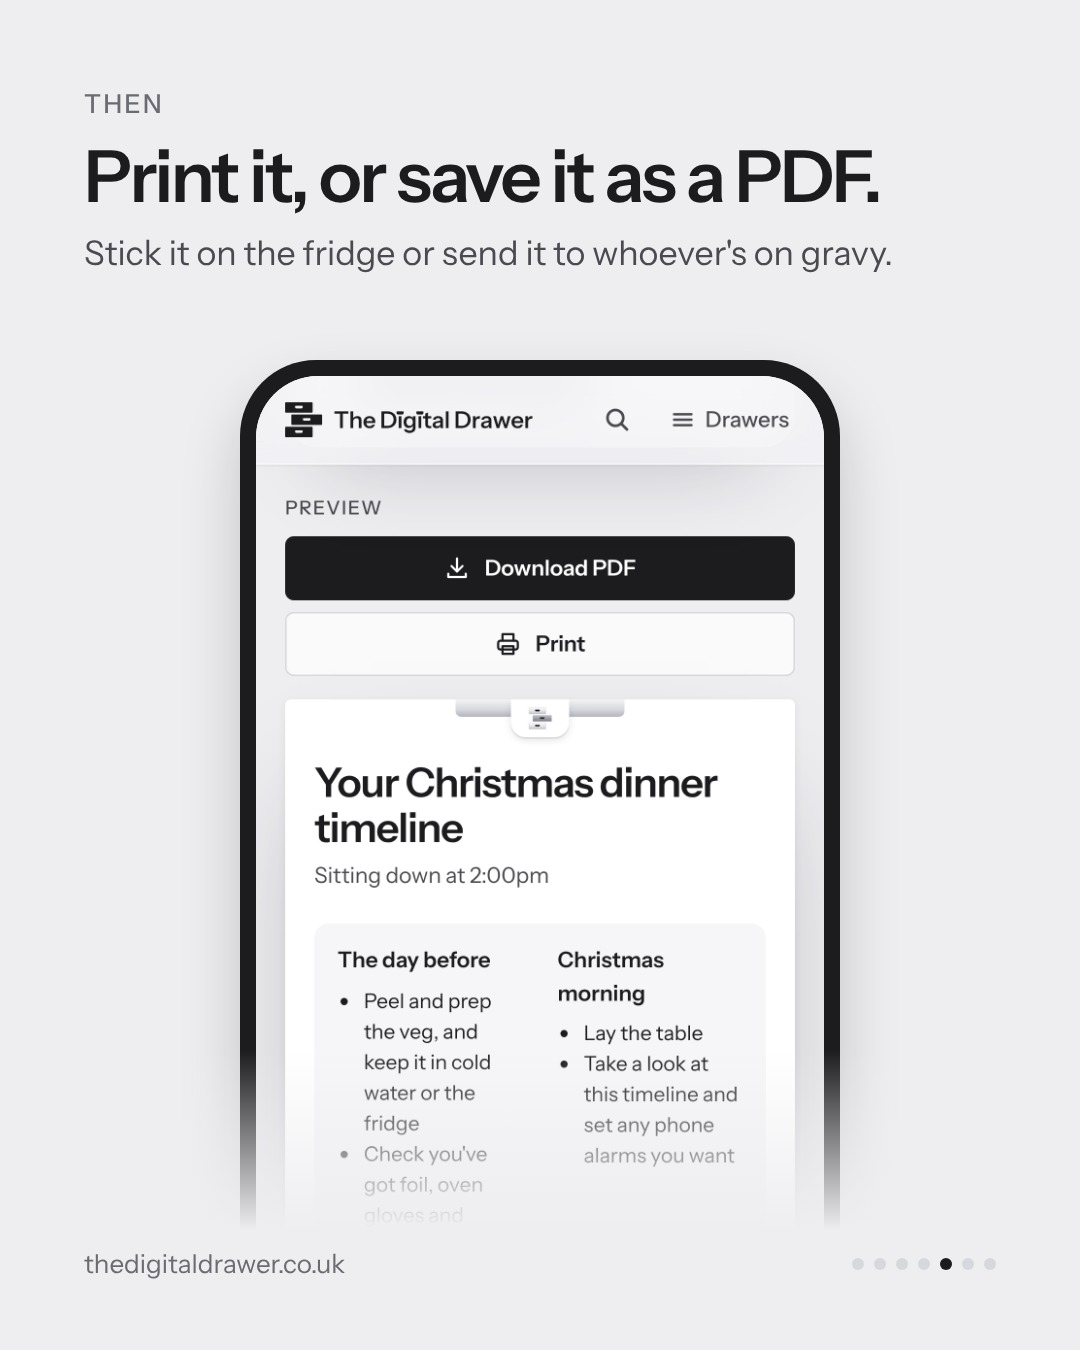 THEN
Print it, or save it as a PDF.
Stick it on the fridge or send it to whoever's on gravy.
The Digital Drawer
Drawers
PREVIEW
Download PDF
Print
Your Christmas dinner
timeline
Sitting down at 2:00pm
The day before
• Peel and prep
the veg, and
keep it in cold
water or the
fridge
• Check you've
got foil, oven
gloves and
Christmas
morning
• Lay the table
• Take a look at
this timeline and
set any phone
alarms you want
thedigitaldrawer.co.uk